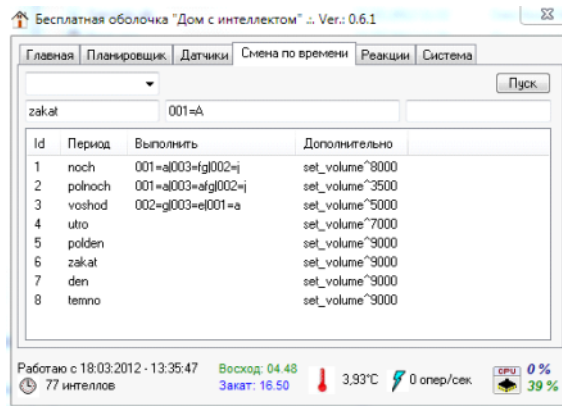 Бесплатная оболочка "Дом с интеллектом" .:. Ver.: 0.6.1
Главная Планировщик Датчики Смена по времени Реакции Система
Пуск
zakat 001=A
Id Период Выполнить Дополнительно
1 noch 001=a|003=fg|002=j set_volume^8000
2 polnoch 001=a|003=afg|002=j set_volume^3500
3 voshod 002=g|003=e|001=a set_volume^5000
4 utro set_volume^7000
5 polden set_volume^9000
6 zakat set_volume^9000
7 den set_volume^9000
8 temno set_volume^9000
Работаю с 18:03:2012 - 13:35:47 Восход: 04.48 CPU 0 %
77 интеллов Закат: 16.50 3,93°C 0 опер/сек 39 %